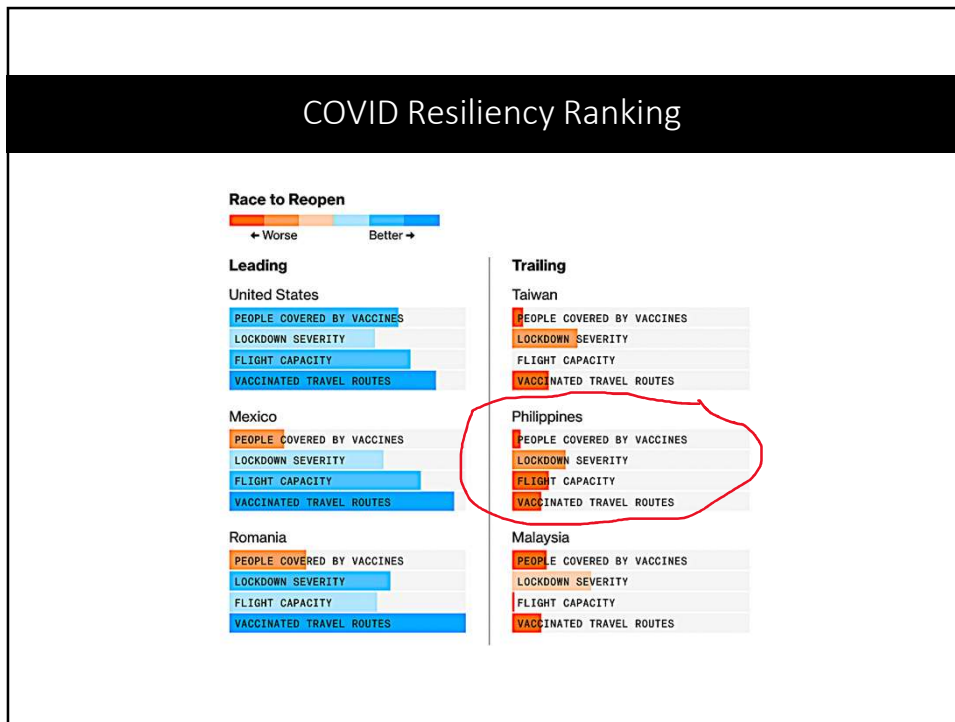 COVID Resiliency Ranking
Race to Reopen
← Worse Better →
Leading
United States
PEOPLE COVERED BY VACCINES
LOCKDOWN SEVERITY
FLIGHT CAPACITY
VACCINATED TRAVEL ROUTES
Mexico
PEOPLE COVERED BY VACCINES
LOCKDOWN SEVERITY
FLIGHT CAPACITY
VACCINATED TRAVEL ROUTES
Romania
PEOPLE COVERED BY VACCINES
LOCKDOWN SEVERITY
FLIGHT CAPACITY
VACCINATED TRAVEL ROUTES
Trailing
Taiwan
PEOPLE COVERED BY VACCINES
LOCKDOWN SEVERITY
FLIGHT CAPACITY
VACCINATED TRAVEL ROUTES
Philippines
PEOPLE COVERED BY VACCINES
LOCKDOWN SEVERITY
FLIGHT CAPACITY
VACCINATED TRAVEL ROUTES
Malaysia
PEOPLE COVERED BY VACCINES
LOCKDOWN SEVERITY
FLIGHT CAPACITY
VACCINATED TRAVEL ROUTES